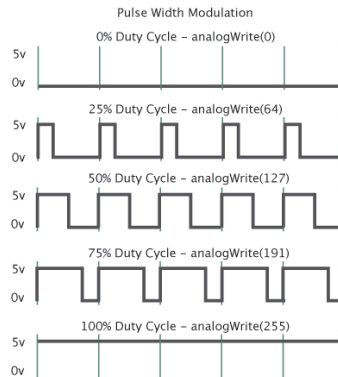 Pulse Width Modulation
0% Duty Cycle – analogWrite(0)
5v
0v
25% Duty Cycle – analogWrite(64)
5v
0v
50% Duty Cycle – analogWrite(127)
5v
0v
75% Duty Cycle – analogWrite(191)
5v
0v
100% Duty Cycle – analogWrite(255)
5v
0v